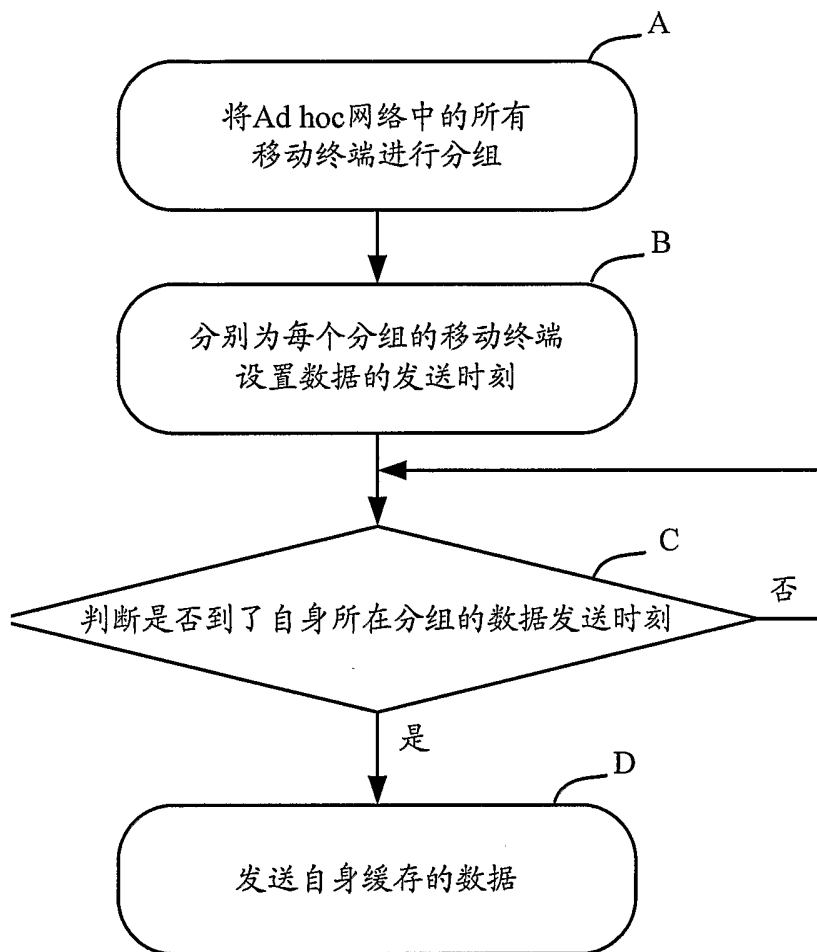 A
将Ad hoc网络中的所有
移动终端进行分组
B
分别为每个分组的移动终端
设置数据的发送时刻
C
判断是否到了自身所在分组的数据发送时刻
否
是
D
发送自身缓存的数据